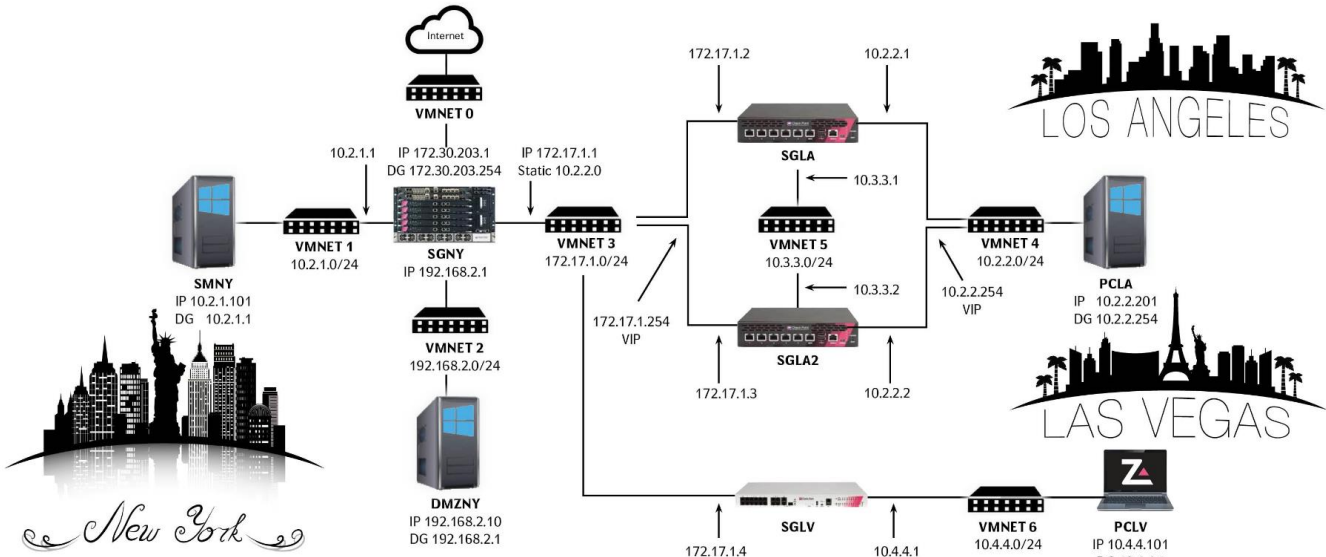 Internet
VMNET 0
172.17.1.2
10.2.2.1
LOS ANGELES
SGLA
10.2.1.1
IP 172.30.203.1
DG 172.30.203.254
IP 172.17.1.1
Static 10.2.2.0
10.3.3.1
VMNET 1
10.2.1.0/24
SGNY
IP 192.168.2.1
VMNET 3
172.17.1.0/24
VMNET 5
10.3.3.0/24
VMNET 4
10.2.2.0/24
SMNY
IP 10.2.1.101
DG 10.2.1.1
PCLA
IP 10.2.2.201
DG 10.2.2.254
10.3.3.2
172.17.1.254
VIP
10.2.2.254
VIP
VMNET 2
192.168.2.0/24
SGLA2
172.17.1.3
10.2.2.2
LAS VEGAS
DMZNY
IP 192.168.2.10
DG 192.168.2.1
New York
Z
SGLV
172.17.1.4
10.4.4.1
VMNET 6
10.4.4.0/24
PCLV
IP 10.4.4.101